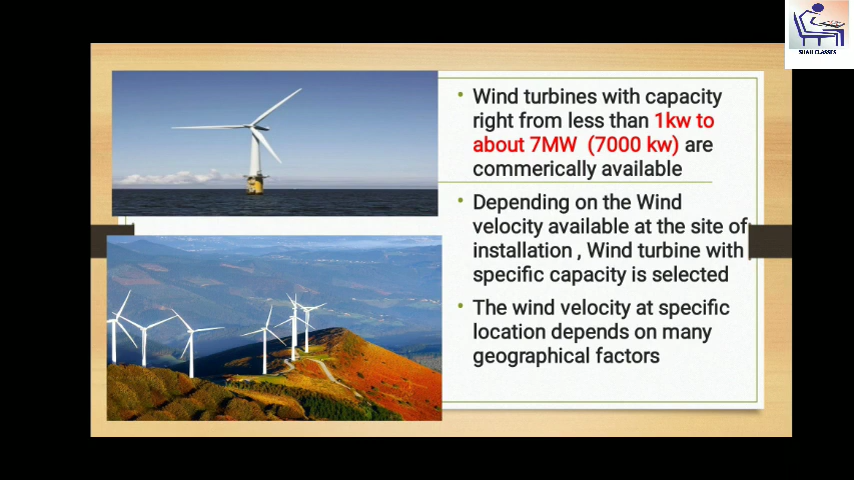 SHAH CLASSES
• Wind turbines with capacity
right from less than 1kw to
about 7MW (7000 kw) are
commerically available
• Depending on the Wind
velocity available at the site of
installation , Wind turbine with
specific capacity is selected
• The wind velocity at specific
location depends on many
geographical factors